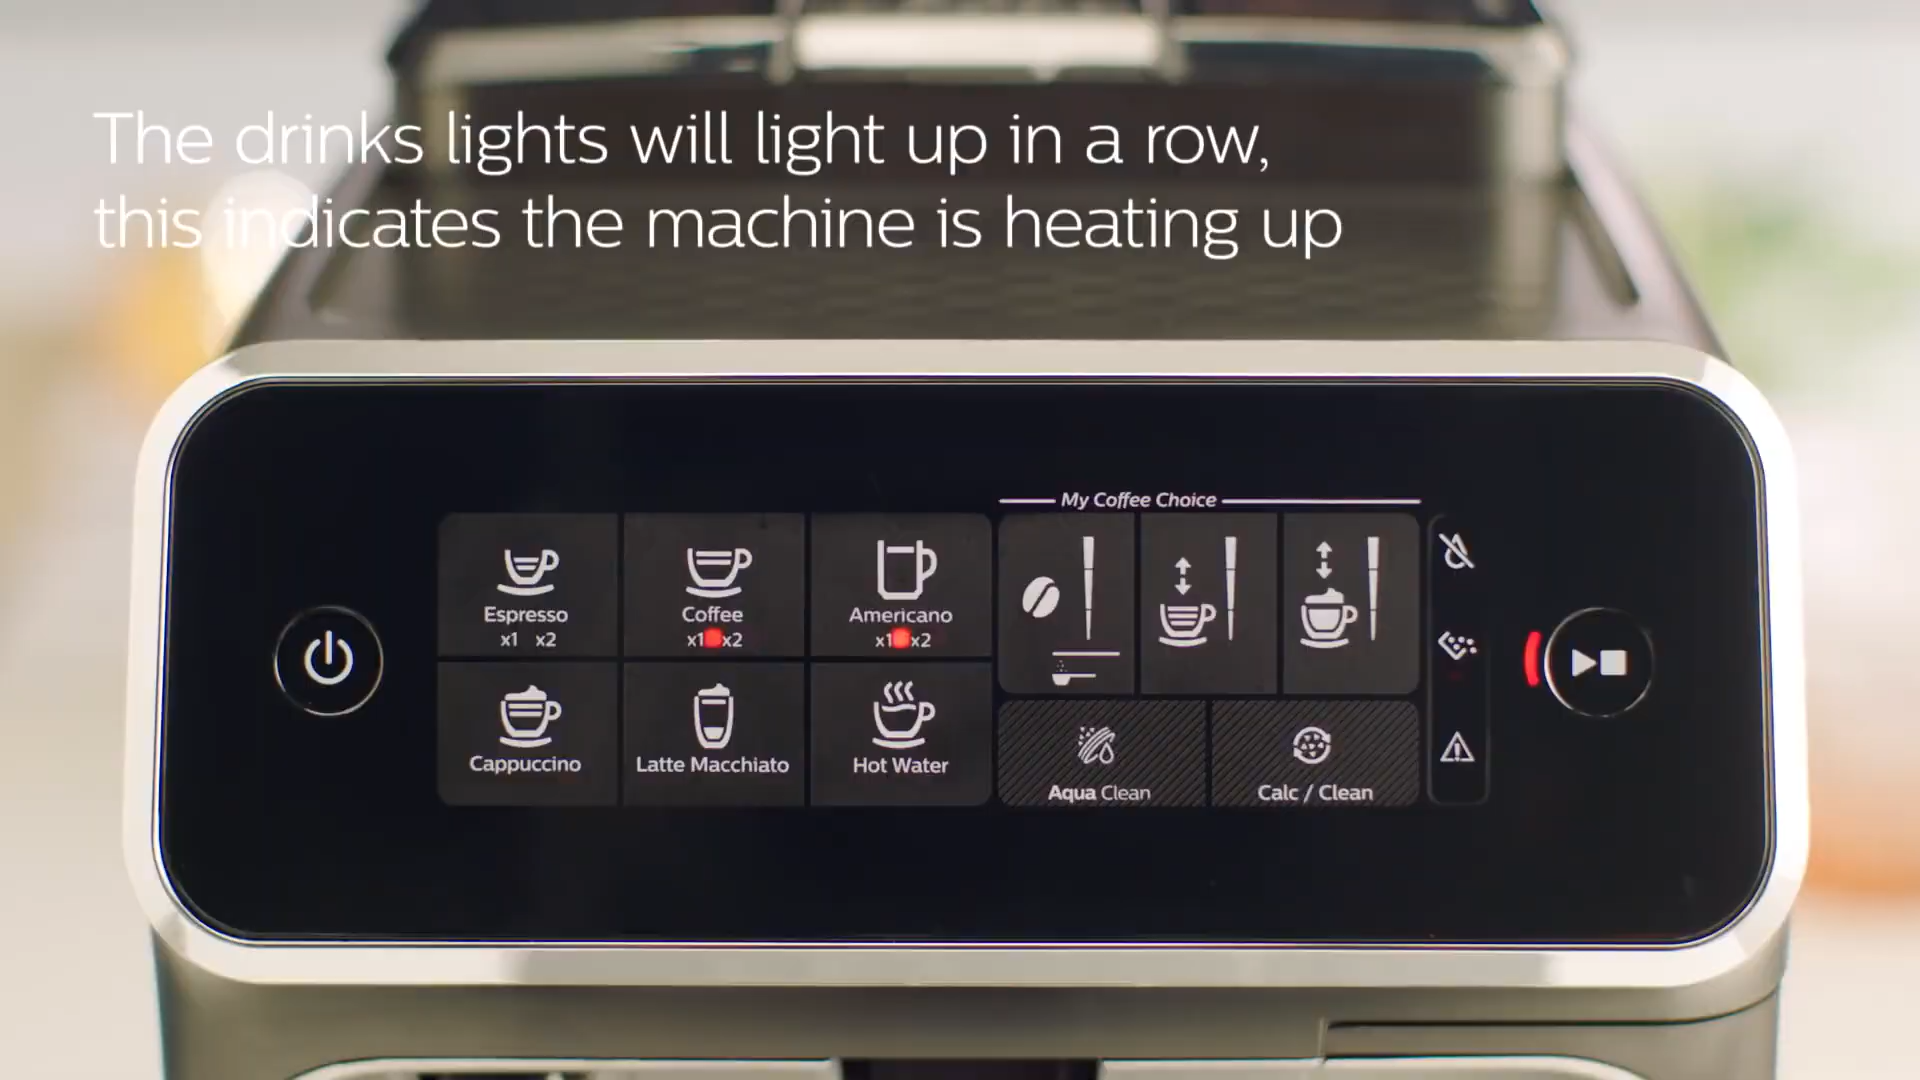 The drinks lights will light up in a row,
this indicates the machine is heating up
My Coffee Choice
Espresso
x1 x2
Coffee
x1 x2
Americano
x1 x2
Cappuccino
Latte Macchiato
Hot Water
Aqua Clean
Calc / Clean